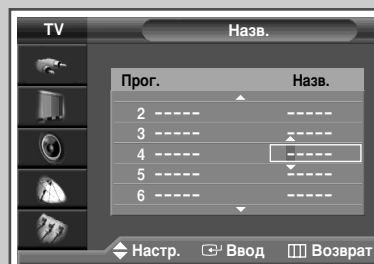 TV Назв.
Прог. Назв.
2 ----- -----
3 ----- -----
4 ----- -----
5 ----- -----
6 ----- -----
Настр. Ввод Возврат